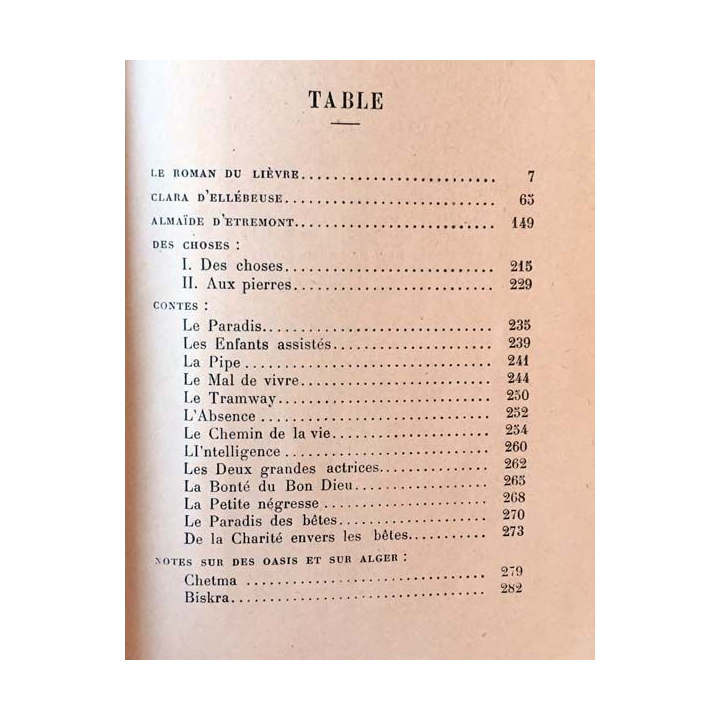 TABLE
LE ROMAN DU LIÈVRE........................ 7
CLARA D'ELLÉBEUSE.......................... 65
ALMAÏDE D'ETREMONT......................... 149
DES CHOSES :
I. Des choses........................... 215
II. Aux pierres......................... 229
CONTES :
Le Paradis............................. 235
Les Enfants assistés................... 239
La Pipe ............................... 241
Le Mal de vivre........................ 244
Le Tramway............................. 250
L'Absence ............................. 252
Le Chemin de la vie.................... 254
LI'ntelligence ........................ 260
Les Deux grandes actrices.............. 262
La Bonté du Bon Dieu................... 265
La Petite négresse .................... 268
Le Paradis des bêtes................... 270
De la Charité envers les bêtes......... 273
NOTES SUR DES OASIS ET SUR ALGER :
Chetma ................................ 279
Biskra................................. 282